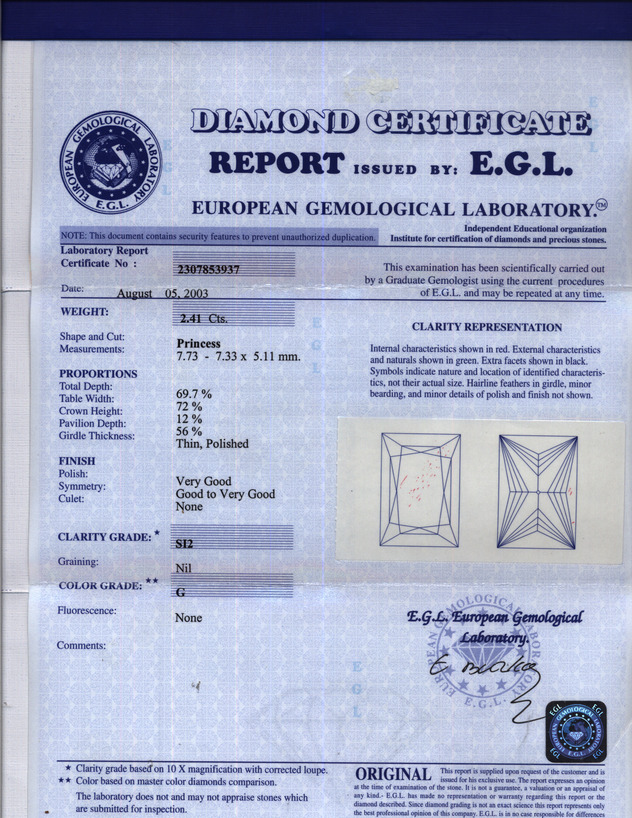 DIAMOND CERTIFICATE
REPORT ISSUED BY: E.G.L.
EUROPEAN GEMOLOGICAL LABORATORY.™
EUROPEAN GEMOLOGICAL LABORATORY
E.G.L.
Independent Educational organization
Institute for certification of diamonds and precious stones.
NOTE: This document contains security features to prevent unauthorized duplication.
Laboratory Report
Certificate No : 2307853937
Date: August 05, 2003
This examination has been scientifically carried out
by a Graduate Gemologist using the current procedures
of E.G.L. and may be repeated at any time.
WEIGHT: 2.41 Cts.
Shape and Cut: Princess
Measurements: 7.73 - 7.33 x 5.11 mm.
PROPORTIONS
Total Depth: 69.7 %
Table Width: 72 %
Crown Height: 12 %
Pavilion Depth: 56 %
Girdle Thickness: Thin, Polished
FINISH
Polish: Very Good
Symmetry: Good to Very Good
Culet: None
CLARITY GRADE: * SI2
Graining: Nil
COLOR GRADE: ** G
Fluorescence: None
Comments:
CLARITY REPRESENTATION
Internal characteristics shown in red. External characteristics
and naturals shown in green. Extra facets shown in black.
Symbols indicate nature and location of identified characteris-
tics, not their actual size. Hairline feathers in girdle, minor
bearding, and minor details of polish and finish not shown.
E.G.L. European Gemological
Laboratory.
EUROPEAN GEMOLOGICAL LABORATORY
E.G.L.
EGL
EGL
GEMOLOGICAL
E.G.L.
EGL
EGL
* Clarity grade based on 10 X magnification with corrected loupe.
** Color based on master color diamonds comparison.
The laboratory does not and may not appraise stones which
are submitted for inspection.
ORIGINAL This report is supplied upon request of the customer and is
issued for his exclusive use. The report expresses an opinion
at the time of examination of the stone. It is not a guarantee, a valuation or an appraisal of
any kind.- E.G.L. has made no representation or warranty regarding this report or the
diamond described. Since diamond grading is not an exact science this report represents only
the best professional opinion of this company. E.G.L. is in no case responsible for differences